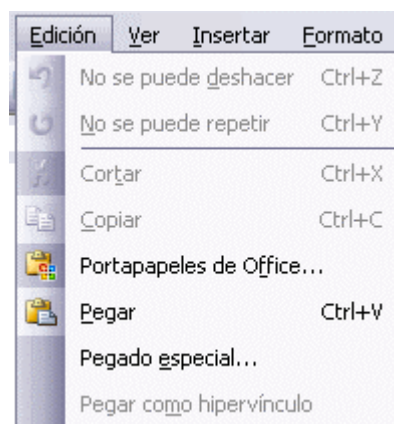 Edición Ver Insertar Formato
No se puede deshacer Ctrl+Z
No se puede repetir Ctrl+Y
Cortar Ctrl+X
Copiar Ctrl+C
Portapapeles de Office...
Pegar Ctrl+V
Pegado especial...
Pegar como hipervínculo